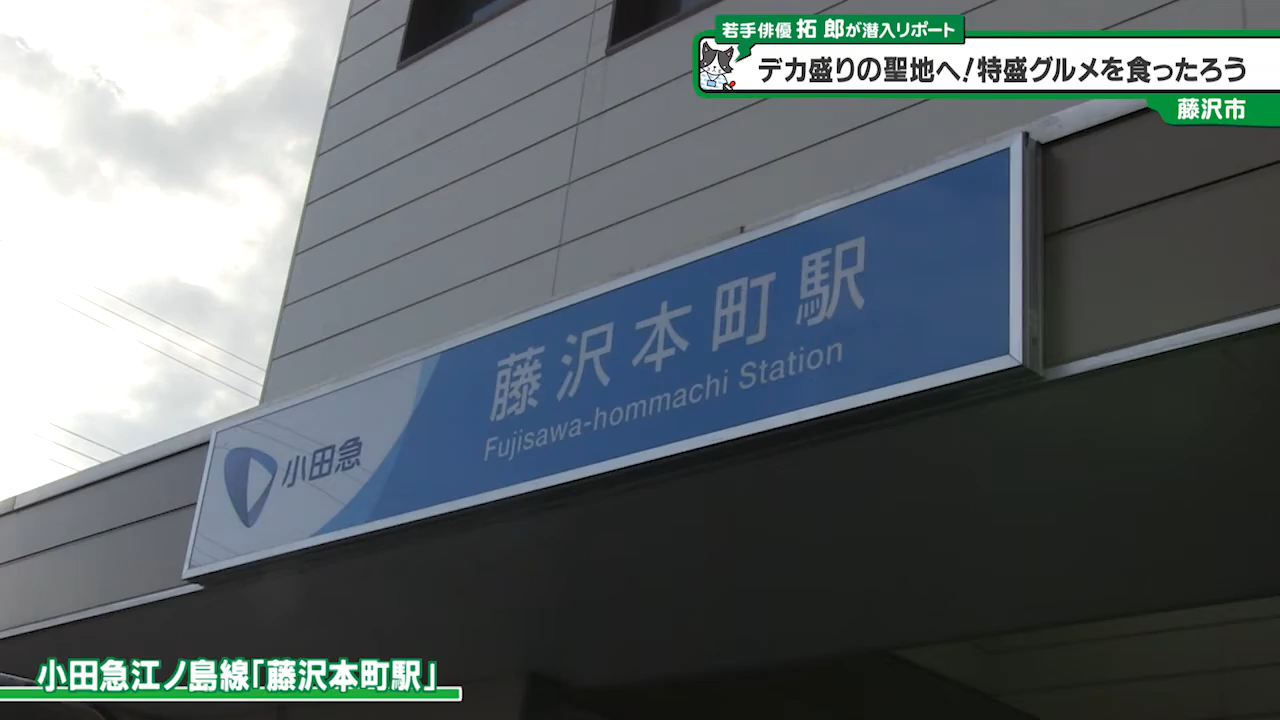 若手俳優 拓郎が潜入リポート
デカ盛りの聖地へ!特盛グルメを食ったろう
藤沢市
藤沢本町駅
Fujisawa-hommachi Station
小田急
小田急江ノ島線「藤沢本町駅」